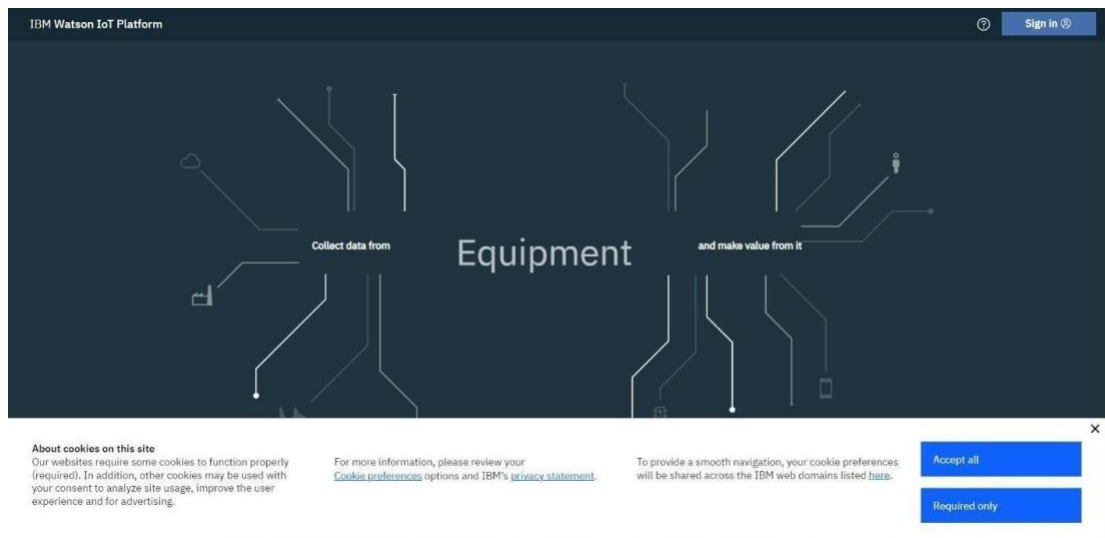 IBM Watson IoT Platform
Sign in
Collect data from
Equipment
and make value from it
About cookies on this site
Our websites require some cookies to function properly
(required). In addition, other cookies may be used with
your consent to analyze site usage, improve the user
experience and for advertising.
For more information, please review your
Cookie preferences options and IBM's privacy statement.
To provide a smooth navigation, your cookie preferences
will be shared across the IBM web domains listed here.
Accept all
Required only